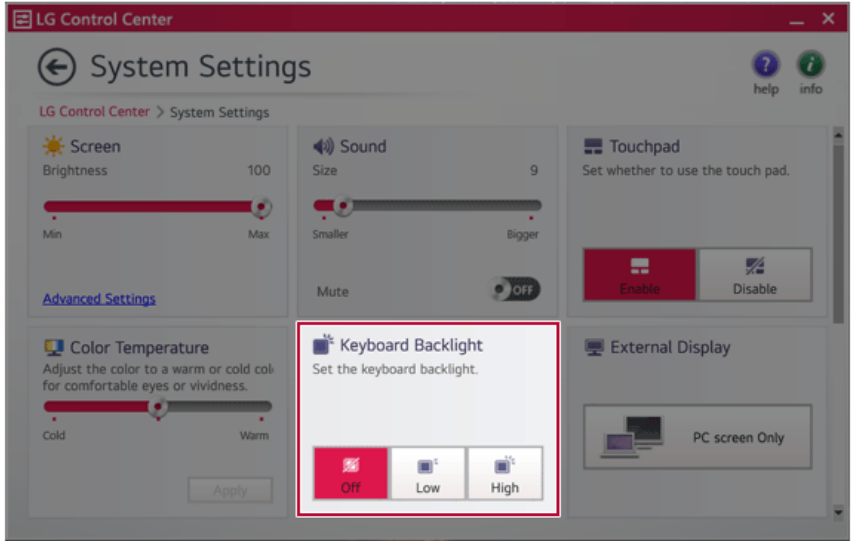 LG Control Center
System Settings
help
info
LG Control Center > System Settings
Screen
Brightness 100
Min Max
Advanced Settings
Sound
Size 9
Smaller Bigger
Mute OFF
Touchpad
Set whether to use the touch pad.
Enable Disable
Color Temperature
Adjust the color to a warm or cold col
for comfortable eyes or vividness.
Cold Warm
Apply
Keyboard Backlight
Set the keyboard backlight.
Off Low High
External Display
PC screen Only